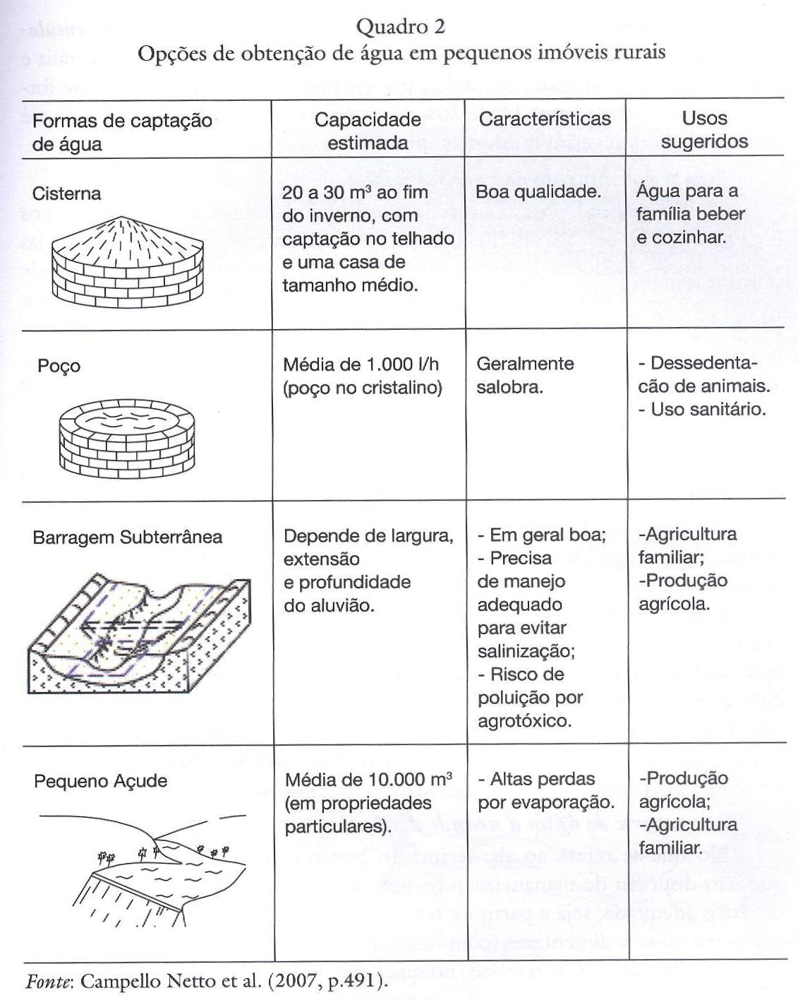 Quadro 2
Opções de obtenção de água em pequenos imóveis rurais
Formas de captação
de água
Capacidade
estimada
Características
Usos
sugeridos
Cisterna
20 a 30 m³ ao fim
do inverno, com
captação no telhado
e uma casa de
tamanho médio.
Boa qualidade.
Água para a
família beber
e cozinhar.
Poço
Média de 1.000 l/h
(poço no cristalino)
Geralmente
salobra.
- Dessedenta-
cão de animais.
- Uso sanitário.
Barragem Subterrânea
Depende de largura,
extensão
e profundidade
do aluvião.
- Em geral boa;
- Precisa
de manejo
adequado
para evitar
salinização;
- Risco de
poluição por
agrotóxico.
-Agricultura
familiar;
-Produção
agrícola.
Pequeno Açude
Média de 10.000 m³
(em propriedades
particulares).
- Altas perdas
por evaporação.
-Produção
agrícola;
-Agricultura
familiar.
Fonte: Campello Netto et al. (2007, p.491).